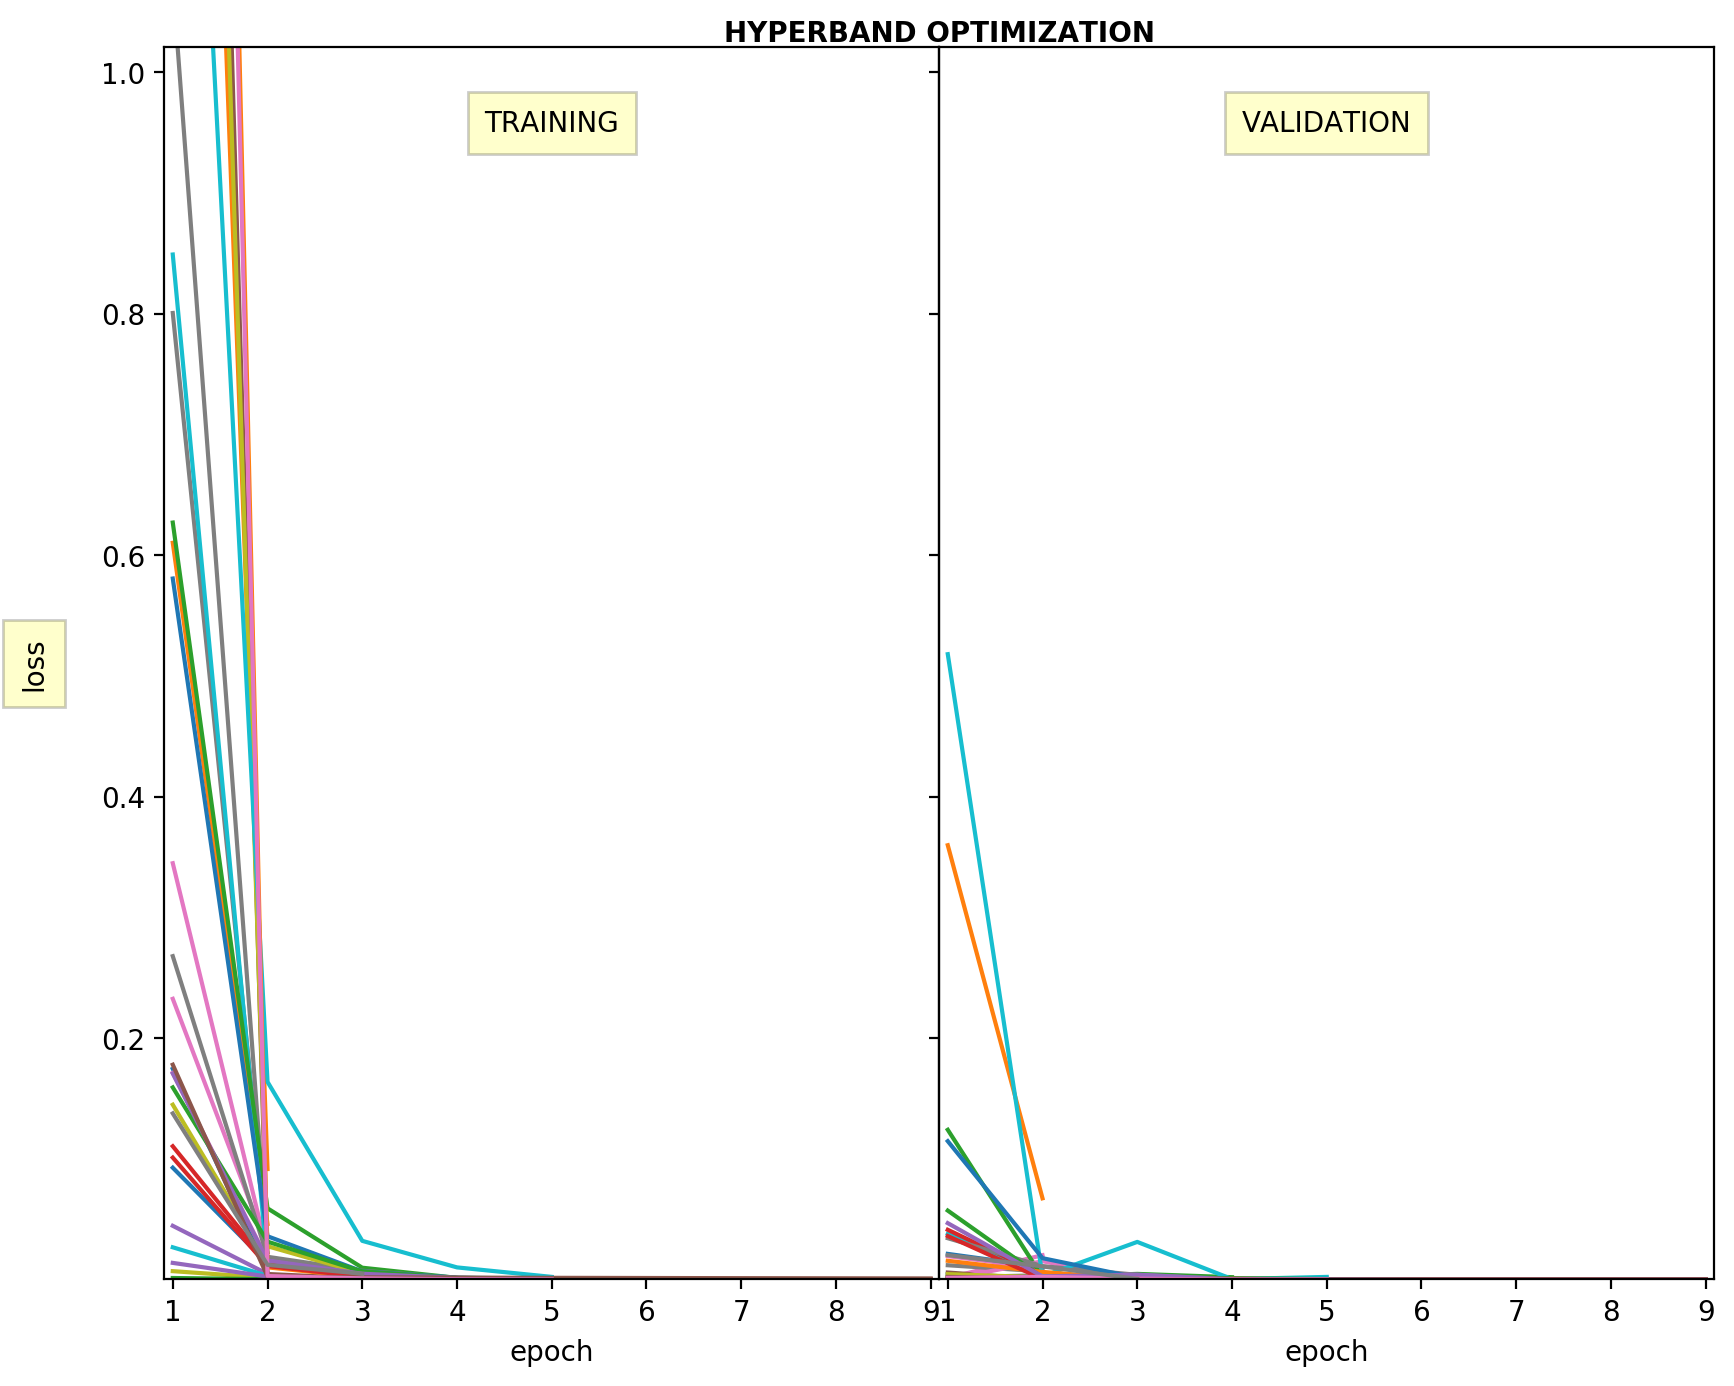 HYPERBAND OPTIMIZATION
TRAINING
VALIDATION
1.0
0.8
0.6
0.4
0.2
loss
1 2 3 4 5 6 7 8 9
1 2 3 4 5 6 7 8 9
epoch
epoch